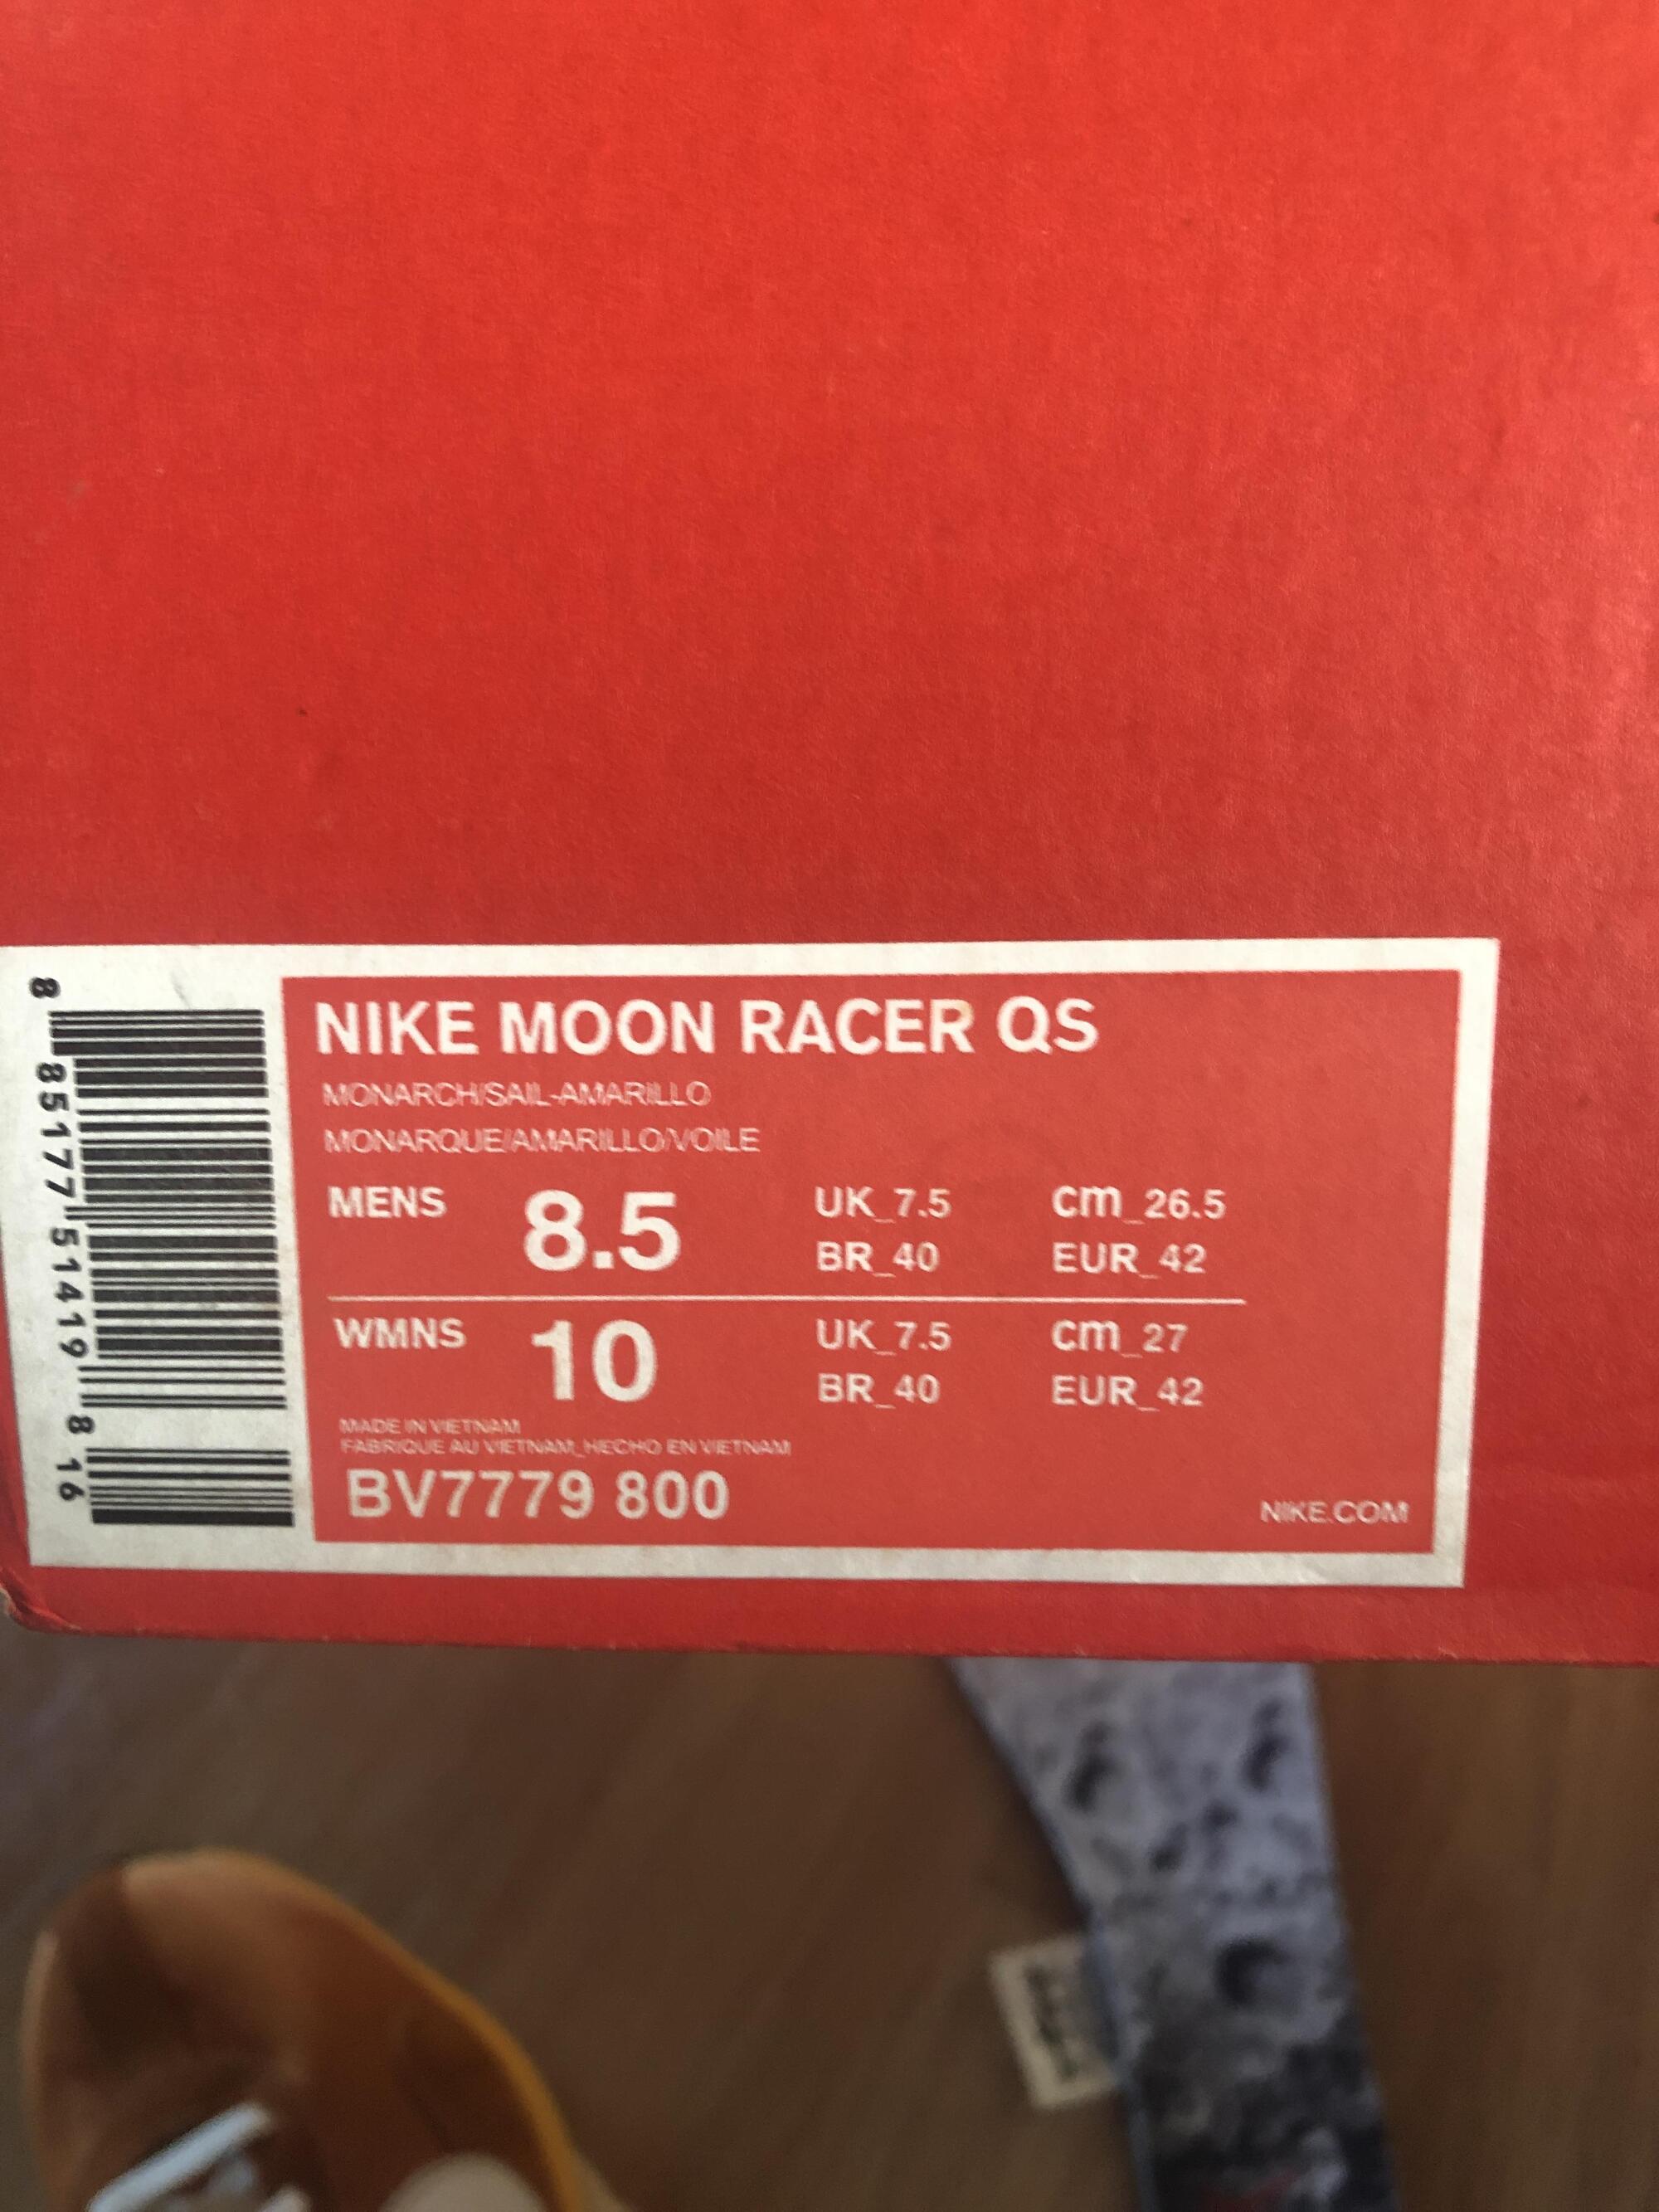 NIKE MOON RACER QS
MONARCH/SAIL-AMARILLO
MONARQUE/AMARILLO/VOILE
MENS 8.5 UK_7.5 cm_26.5
BR_40 EUR_42
WMNS 10 UK_7.5 cm_27
BR_40 EUR_42
MADE IN VIETNAM
FABRIQUE AU VIETNAM_HECHO EN VIETNAM
BV7779 800
NIKE.COM
8 85177 51419 8 16